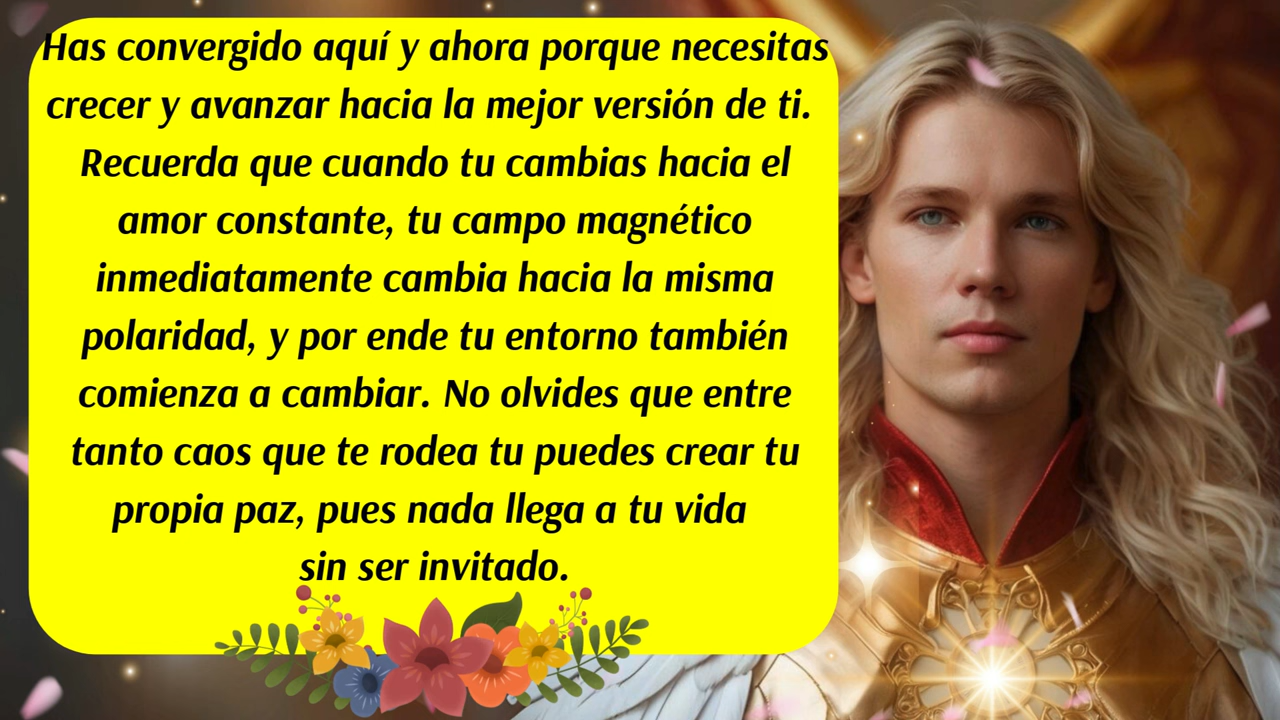 Has convergido aquí y ahora porque necesitas
crecer y avanzar hacia la mejor versión de ti.
Recuerda que cuando tu cambias hacia el
amor constante, tu campo magnético
inmediatamente cambia hacia la misma
polaridad, y por ende tu entorno también
comienza a cambiar. No olvides que entre
tanto caos que te rodea tu puedes crear tu
propia paz, pues nada llega a tu vida
sin ser invitado.